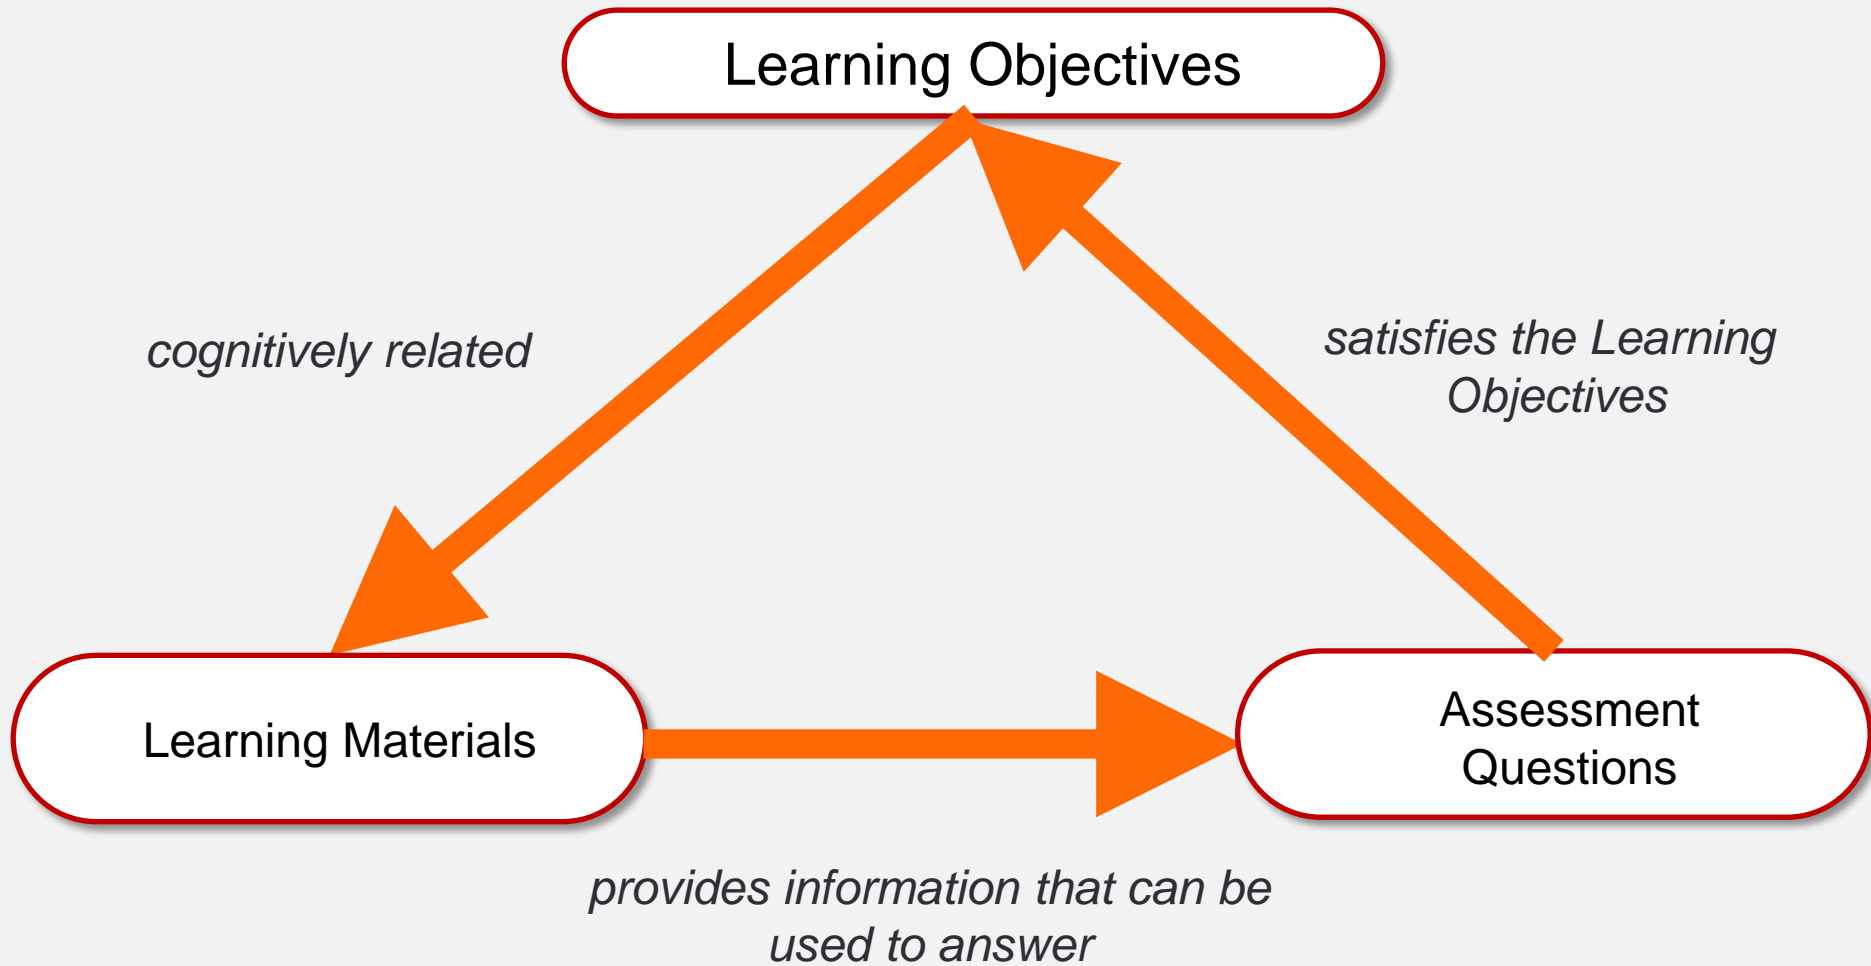 Learning Objectives
cognitively related
satisfies the Learning
Objectives
Learning Materials
Assessment
Questions
provides information that can be
used to answer